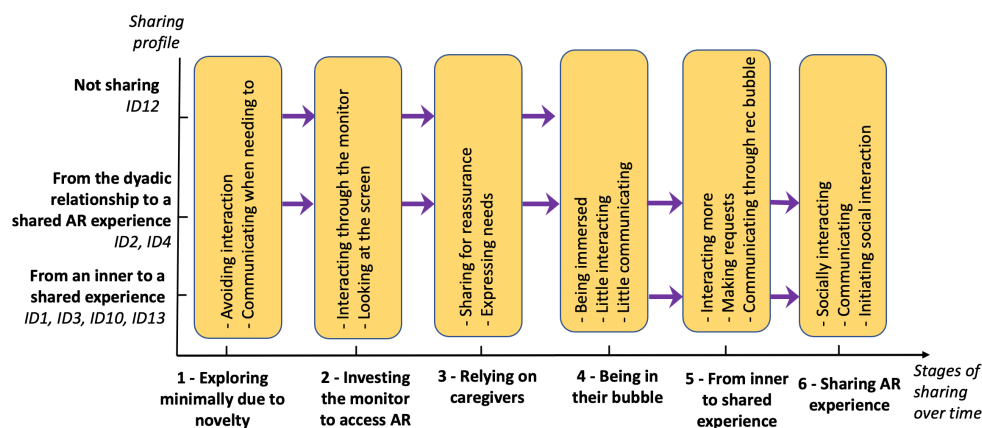 Sharing
profile
Not sharing
ID12
From the dyadic
relationship to a
shared AR experience
ID2, ID4
From an inner to a
shared experience
ID1, ID3, ID10, ID13
- Avoiding interaction
- Communicating when needing to
- Interacting through the monitor
- Looking at the screen
- Sharing for reassurance
- Expressing needs
- Being immersed
- Little interacting
- Little communicating
- Interacting more
- Making requests
- Communicating through rec bubble
- Socially interacting
- Communicating
- Initiating social interaction
1 - Exploring
minimally due to
novelty
2 - Investing
the monitor
to access AR
3 - Relying on
caregivers
4 - Being in
their bubble
5 - From inner
to shared
experience
6 - Sharing AR
experience
Stages of
sharing
over time